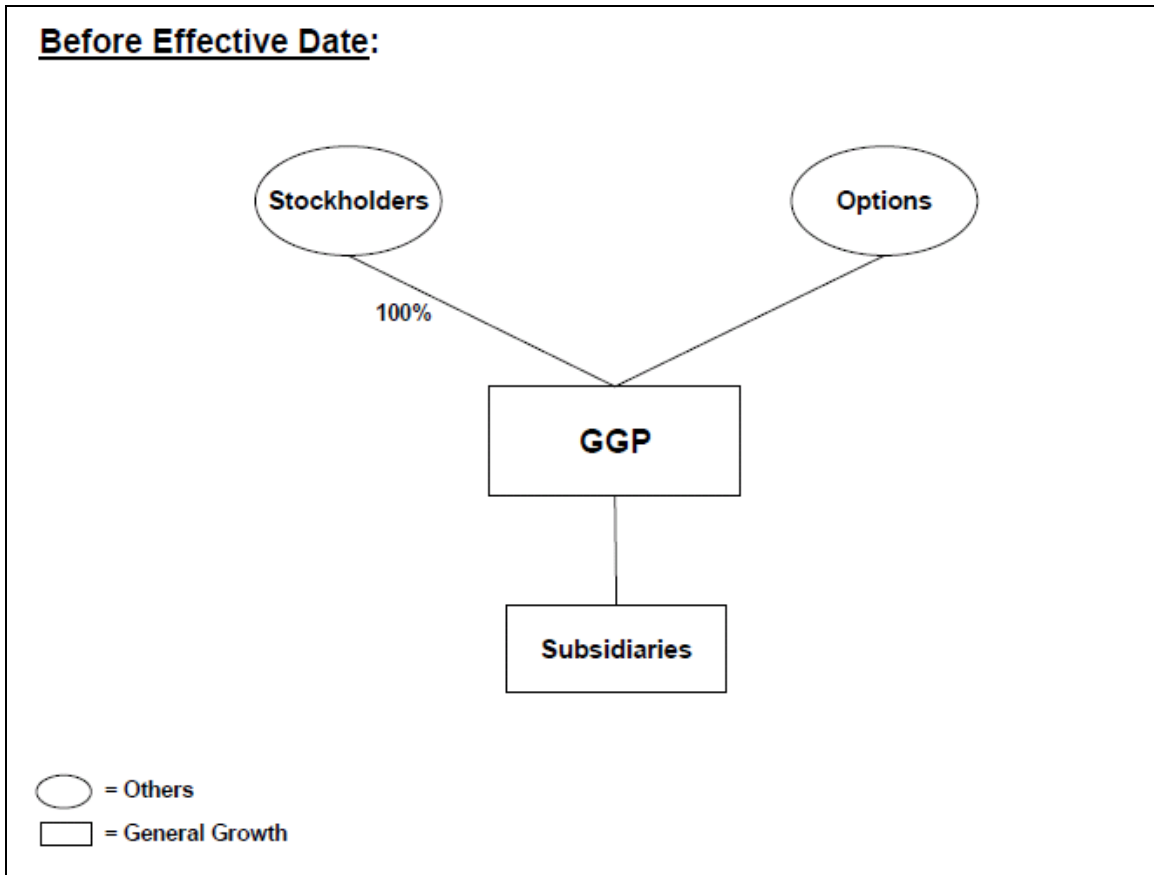 Before Effective Date:
Stockholders
Options
100%
GGP
Subsidiaries
= Others
= General Growth